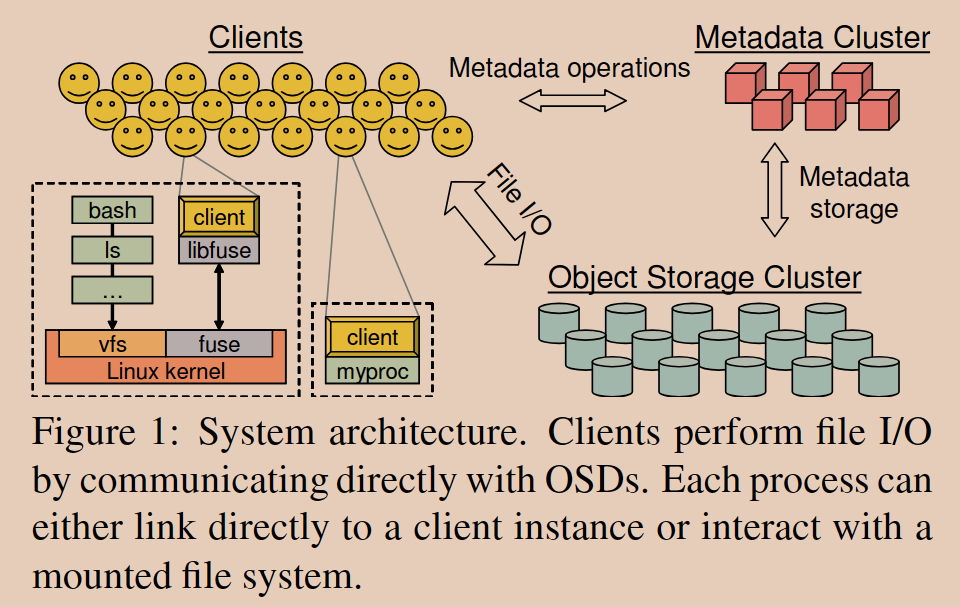 Clients
Metadata operations
Metadata Cluster
File I/O
Metadata
storage
bash
ls
...
client
libfuse
vfs
fuse
Linux kernel
client
myproc
Object Storage Cluster
Figure 1: System architecture. Clients perform file I/O
by communicating directly with OSDs. Each process can
either link directly to a client instance or interact with a
mounted file system.